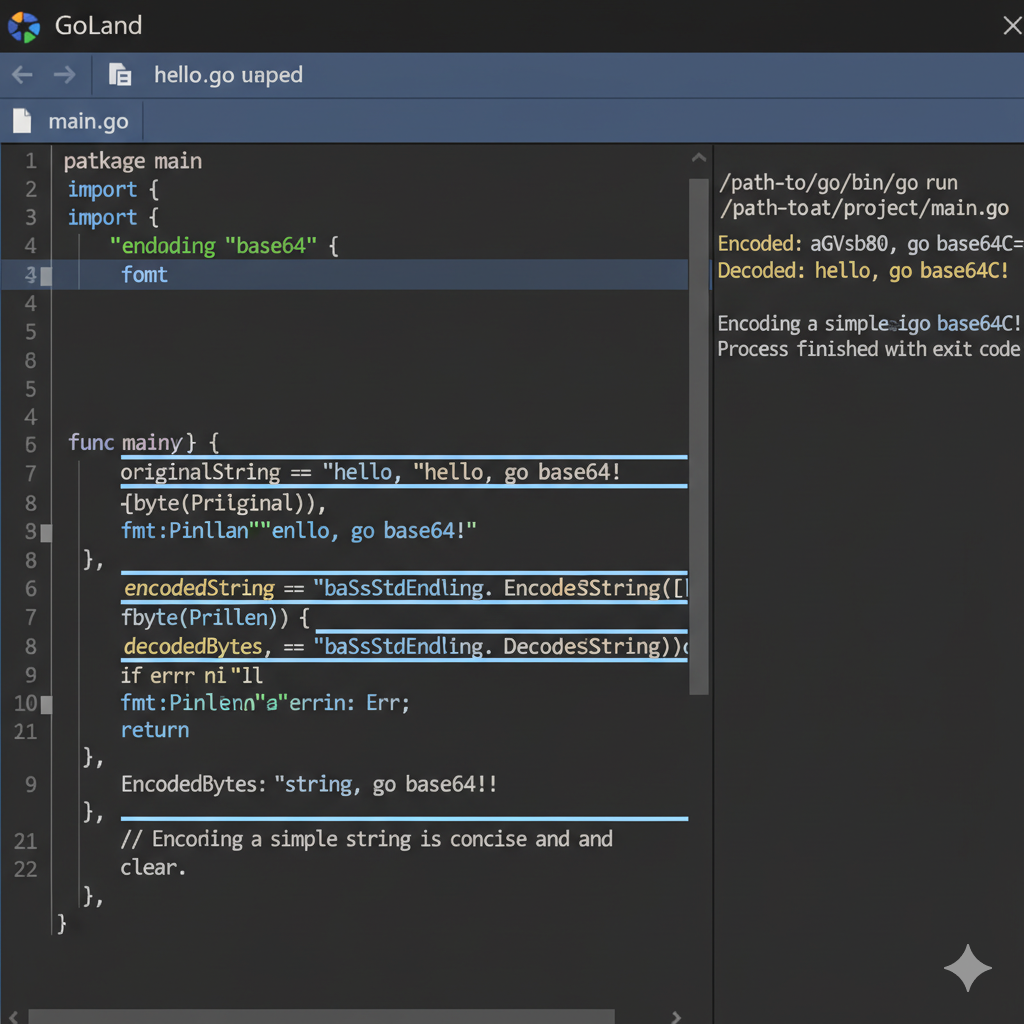 GoLand
hello.go uaped
main.go
1 patkage main
2 import {
3 import {
4 "endading "base64" {
3 fomt
4
5
8
5
4
6 func mainy} {
7 originalString == "hello, "hello, go base64!
8 {byte(Priiginal)),
3 fmt:Pinllan""enllo, go base64!"
8 },
6 encodedString == "baSsStdEndling. EncodesString([
7 fbyte(Prillen)) {
8 decodedBytes, == "baSsStdEndling. DecodesString))
9 if errr ni"ll
10 fmt:Pinlenn"a"errin: Err;
21 return
},
9 EncodedBytes: "string, go base64!!
},
21 // Encoding a simple string is concise and and
22 clear.
},
}
/path-to/go/bin/go run
/path-toat/project/main.go
Encoded: aGVsb80, go base64C=
Decoded: hello, go base64C!
Encoding a simple igo base64C!
Process finished with exit code